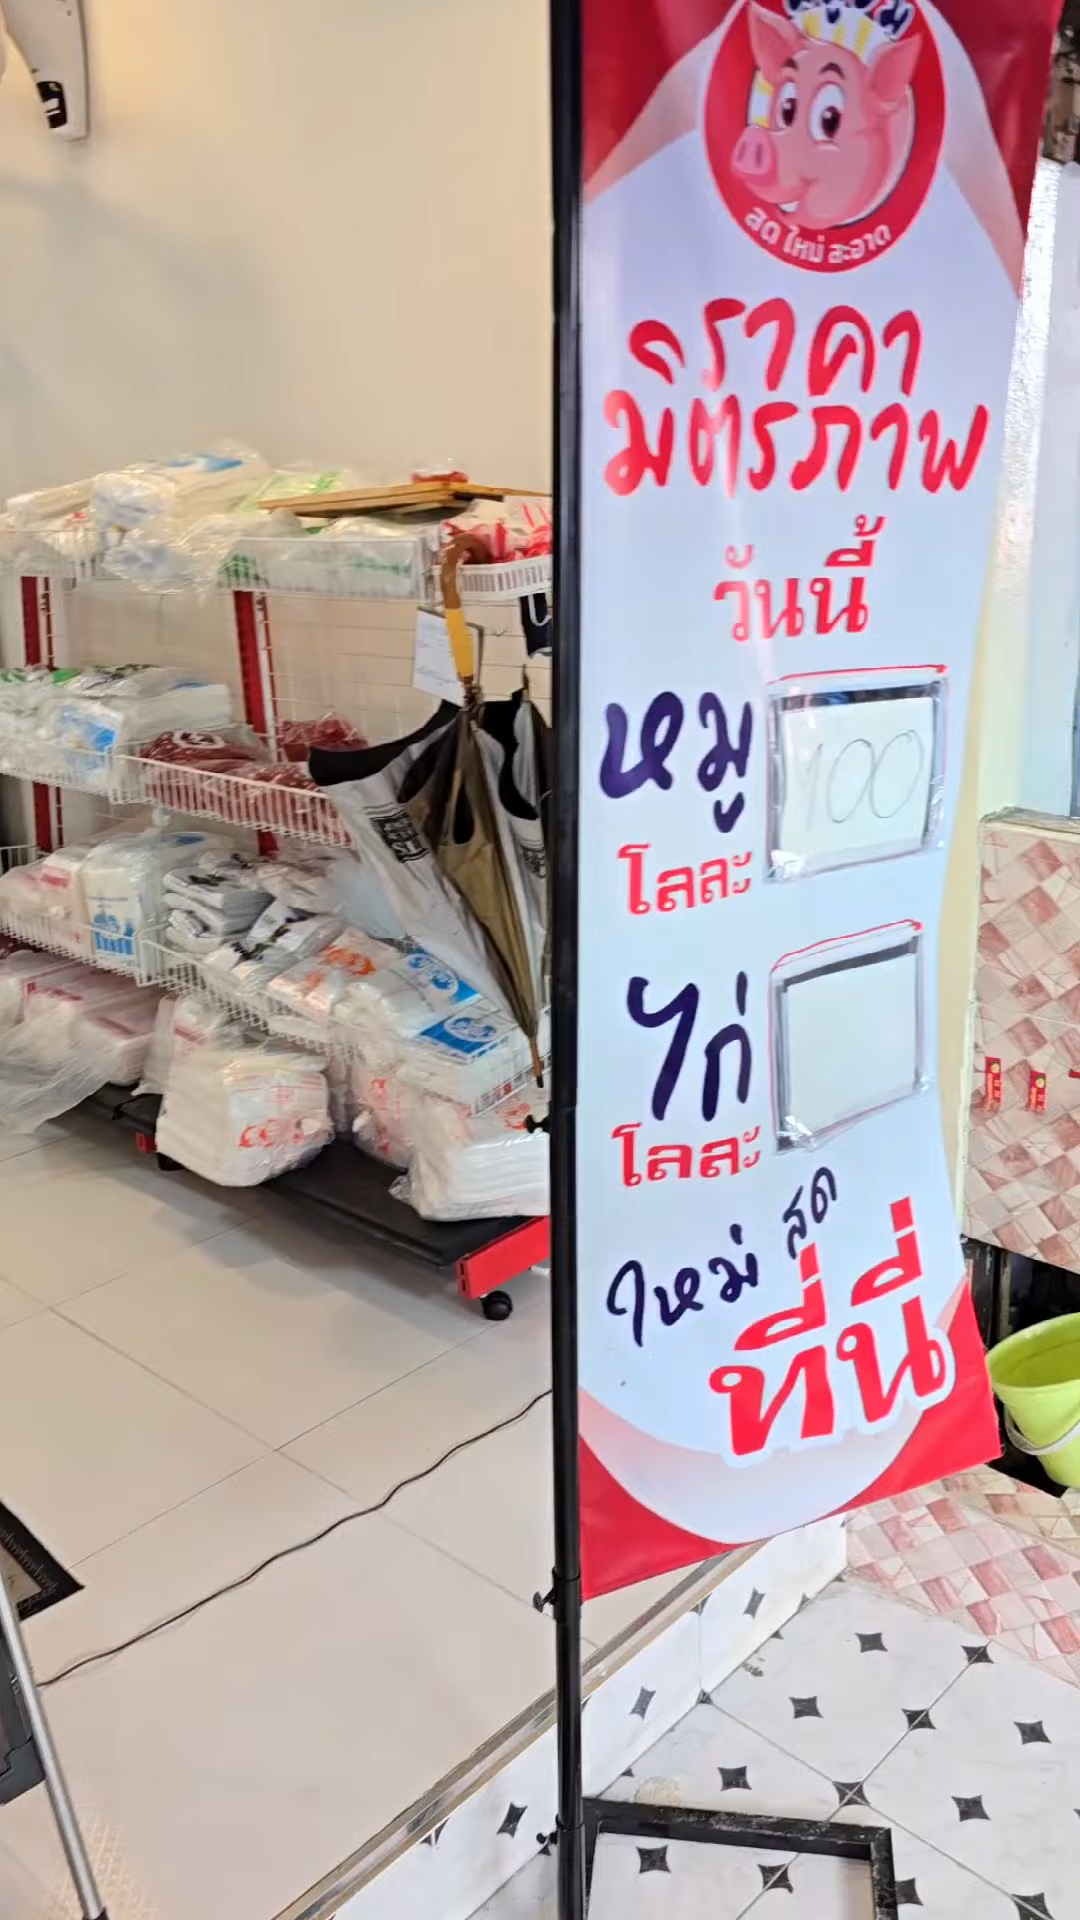 สด ใหม่ สะอาด
ราคา
มิตรภาพ
วันนี้
หมู 100
โลละ
ไก่
โลละ
ใหม่ สด
ที่นี่